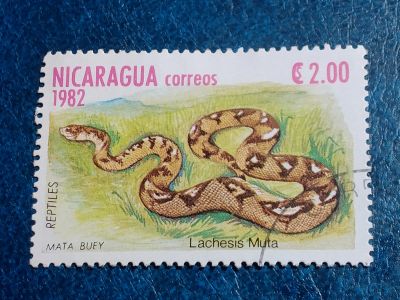 NICARAGUA correos ₡ 2.00
1982
REPTILES
MATA BUEY
Lachesis Muta